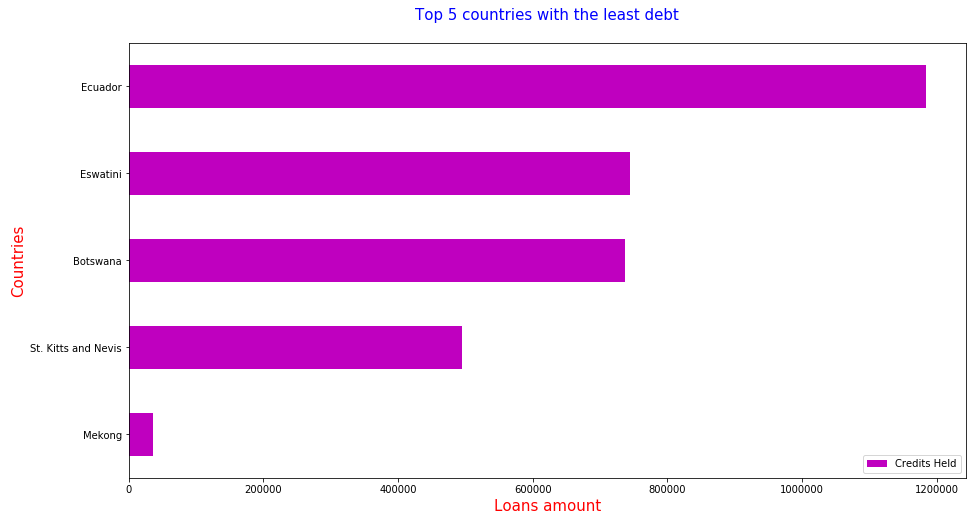 Top 5 countries with the least debt
Countries
Ecuador
Eswatini
Botswana
St. Kitts and Nevis
Mekong
Credits Held
0 200000 400000 600000 800000 1000000 1200000
Loans amount